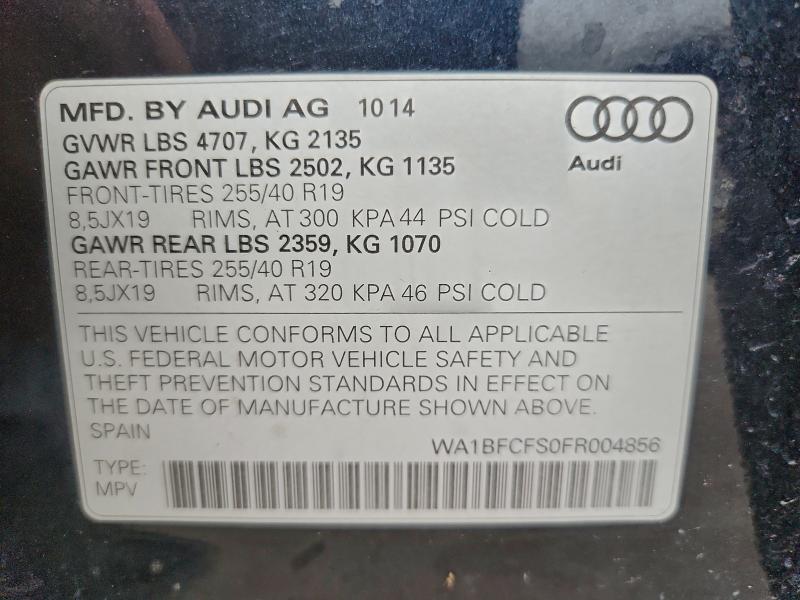 MFD. BY AUDI AG 10 14
GVWR LBS 4707, KG 2135
GAWR FRONT LBS 2502, KG 1135
FRONT-TIRES 255/40 R19
8,5JX19 RIMS, AT 300 KPA 44 PSI COLD
GAWR REAR LBS 2359, KG 1070
REAR-TIRES 255/40 R19
8,5JX19 RIMS, AT 320 KPA 46 PSI COLD
Audi
THIS VEHICLE CONFORMS TO ALL APPLICABLE
U.S. FEDERAL MOTOR VEHICLE SAFETY AND
THEFT PREVENTION STANDARDS IN EFFECT ON
THE DATE OF MANUFACTURE SHOWN ABOVE.
SPAIN
WA1BFCFS0FR004856
TYPE:
MPV